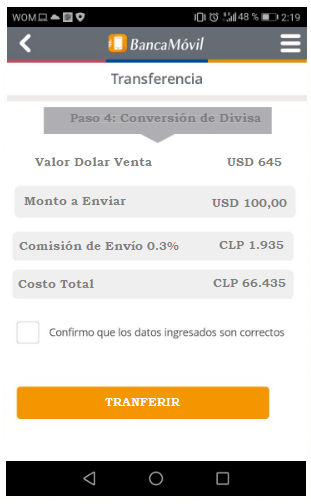 WOM 48 % 2:19
BancaMóvil
Transferencia
Paso 4: Conversión de Divisa
Valor Dolar Venta USD 645
Monto a Enviar USD 100,00
Comisión de Envío 0.3% CLP 1.935
Costo Total CLP 66.435
Confirmo que los datos ingresados son correctos
TRANFERIR